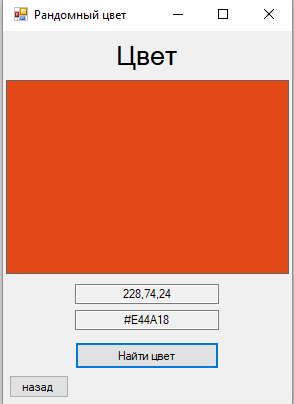 Рандомный цвет
Цвет
228,74,24
#E44A18
Найти цвет
назад